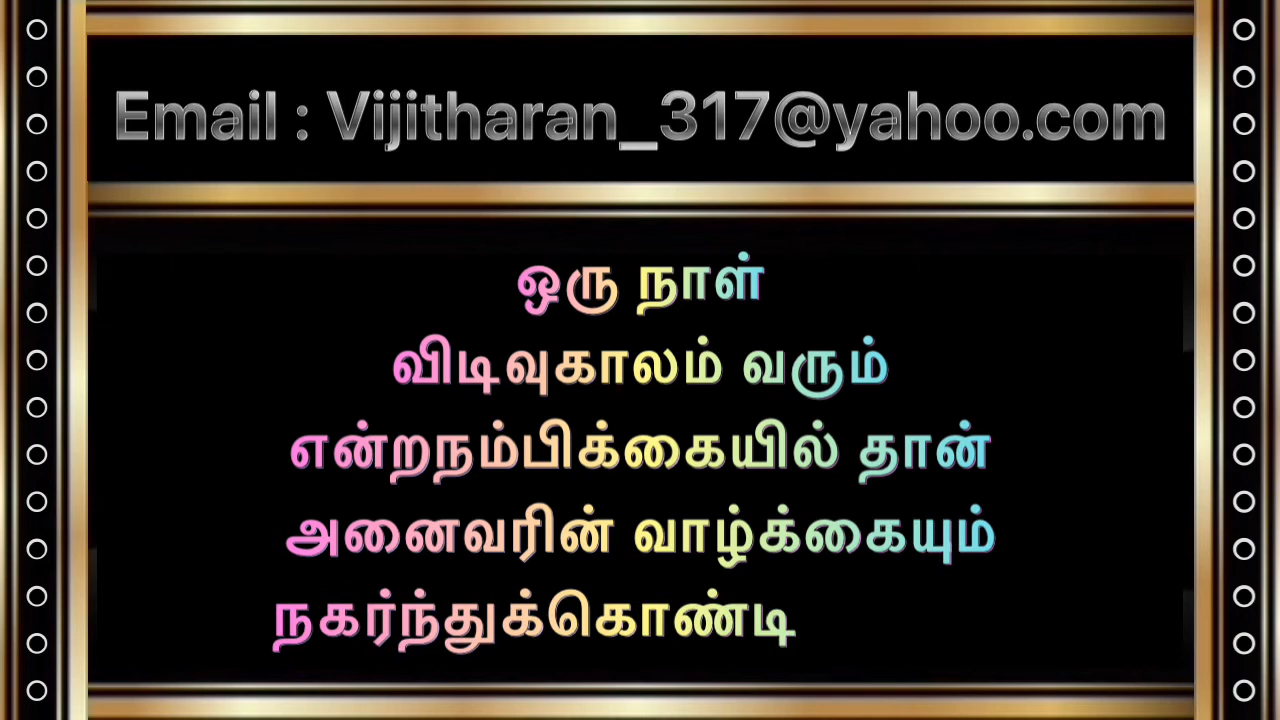 Email : Vijitharan_317@yahoo.com
ஒரு நாள்
விடிவுகாலம் வரும்
என்றநம்பிக்கையில் தான்
அனைவரின் வாழ்க்கையும்
நகர்ந்துக்கொண்டி